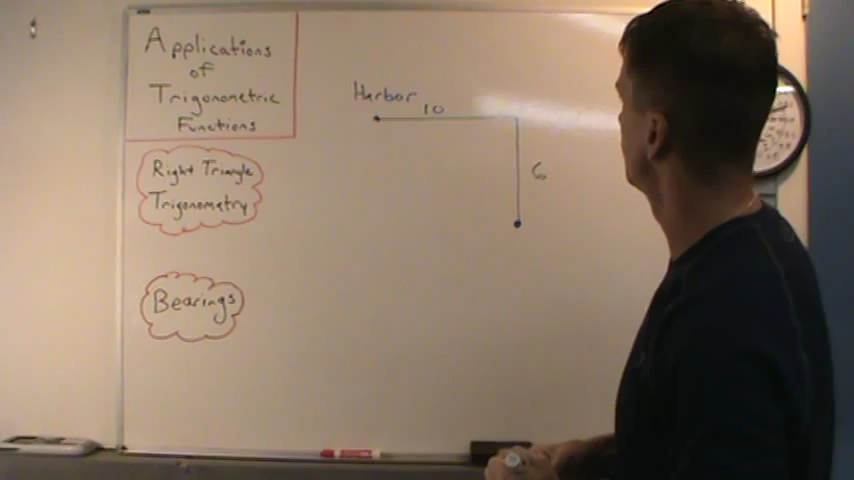 Applications
of
Trigonometric
Functions
Harbor
10
6
Right Triangle
Trigonometry
Bearings